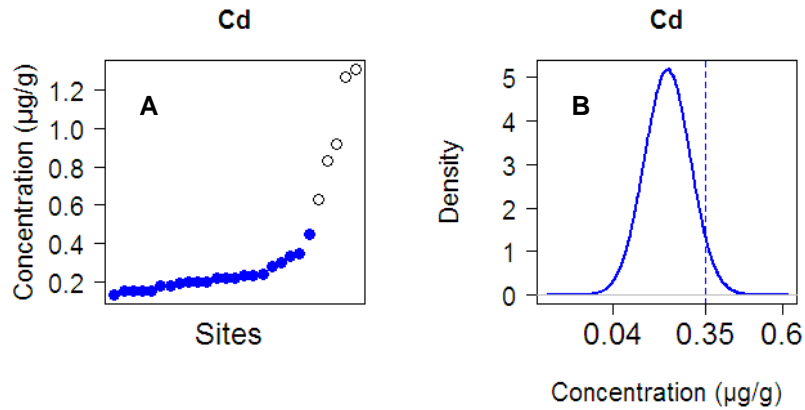 Cd
Concentration (µg/g)
1.2
1.0
0.8
0.6
0.4
0.2
A
Sites
Cd
Density
5
4
3
2
1
0
B
0.04 0.35 0.6
Concentration (µg/g)